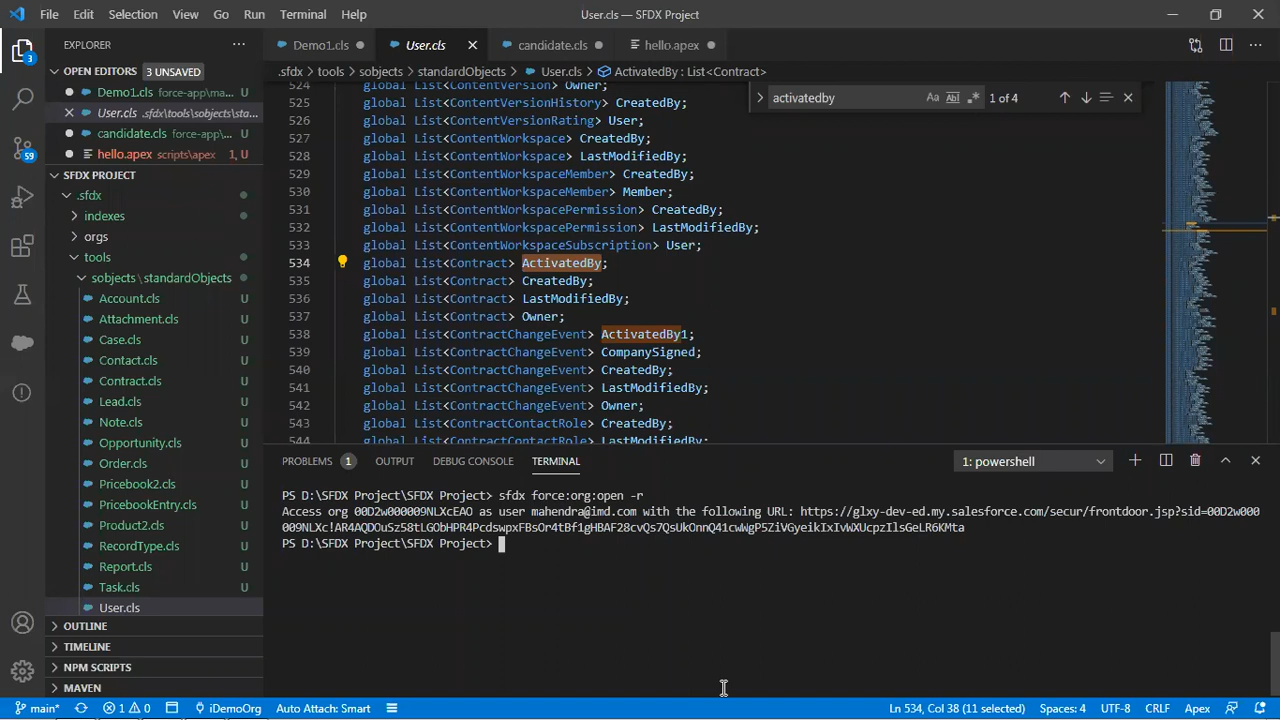 File Edit Selection View Go Run Terminal Help
User.cls — SFDX Project
EXPLORER
OPEN EDITORS 3 UNSAVED
Demo1.cls force-app\ma... U
User.cls .sfdx\tools\sobjects\sta...
candidate.cls force-app\... U
hello.apex scripts\apex 1, U
SFDX PROJECT
.sfdx
indexes
orgs
tools
sobjects\standardObjects
Account.cls U
Attachment.cls U
Case.cls U
Contact.cls U
Contract.cls U
Lead.cls U
Note.cls U
Opportunity.cls U
Order.cls U
Pricebook2.cls U
PricebookEntry.cls U
Product2.cls U
RecordType.cls U
Report.cls U
Task.cls U
User.cls U
OUTLINE
TIMELINE
NPM SCRIPTS
MAVEN
3
59
Demo1.cls User.cls candidate.cls hello.apex
.sfdx > tools > sobjects > standardObjects > User.cls > ActivatedBy : List<Contract>
activatedby Aa Ab 1 of 4
524 global List<ContentVersion> Owner;
525 global List<ContentVersionHistory> CreatedBy;
526 global List<ContentVersionRating> User;
527 global List<ContentWorkspace> CreatedBy;
528 global List<ContentWorkspace> LastModifiedBy;
529 global List<ContentWorkspaceMember> CreatedBy;
530 global List<ContentWorkspaceMember> Member;
531 global List<ContentWorkspacePermission> CreatedBy;
532 global List<ContentWorkspacePermission> LastModifiedBy;
533 global List<ContentWorkspaceSubscription> User;
534 global List<Contract> ActivatedBy;
535 global List<Contract> CreatedBy;
536 global List<Contract> LastModifiedBy;
537 global List<Contract> Owner;
538 global List<ContractChangeEvent> ActivatedBy1;
539 global List<ContractChangeEvent> CompanySigned;
540 global List<ContractChangeEvent> CreatedBy;
541 global List<ContractChangeEvent> LastModifiedBy;
542 global List<ContractChangeEvent> Owner;
543 global List<ContractContactRole> CreatedBy;
544 global List<ContractContactRole> LastModifiedBy;
PROBLEMS 1 OUTPUT DEBUG CONSOLE TERMINAL
1: powershell
PS D:\SFDX Project\SFDX Project> sfdx force:org:open -r
Access org 00D2w000009NLXcEAO as user mahendra@imd.com with the following URL: https://glxy-dev-ed.my.salesforce.com/secur/frontdoor.jsp?sid=00D2w000
PS D:\SFDX Project\SFDX Project>
main* 1 0 iDemoOrg Auto Attach: Smart
Ln 534, Col 38 (11 selected) Spaces: 4 UTF-8 CRLF Apex